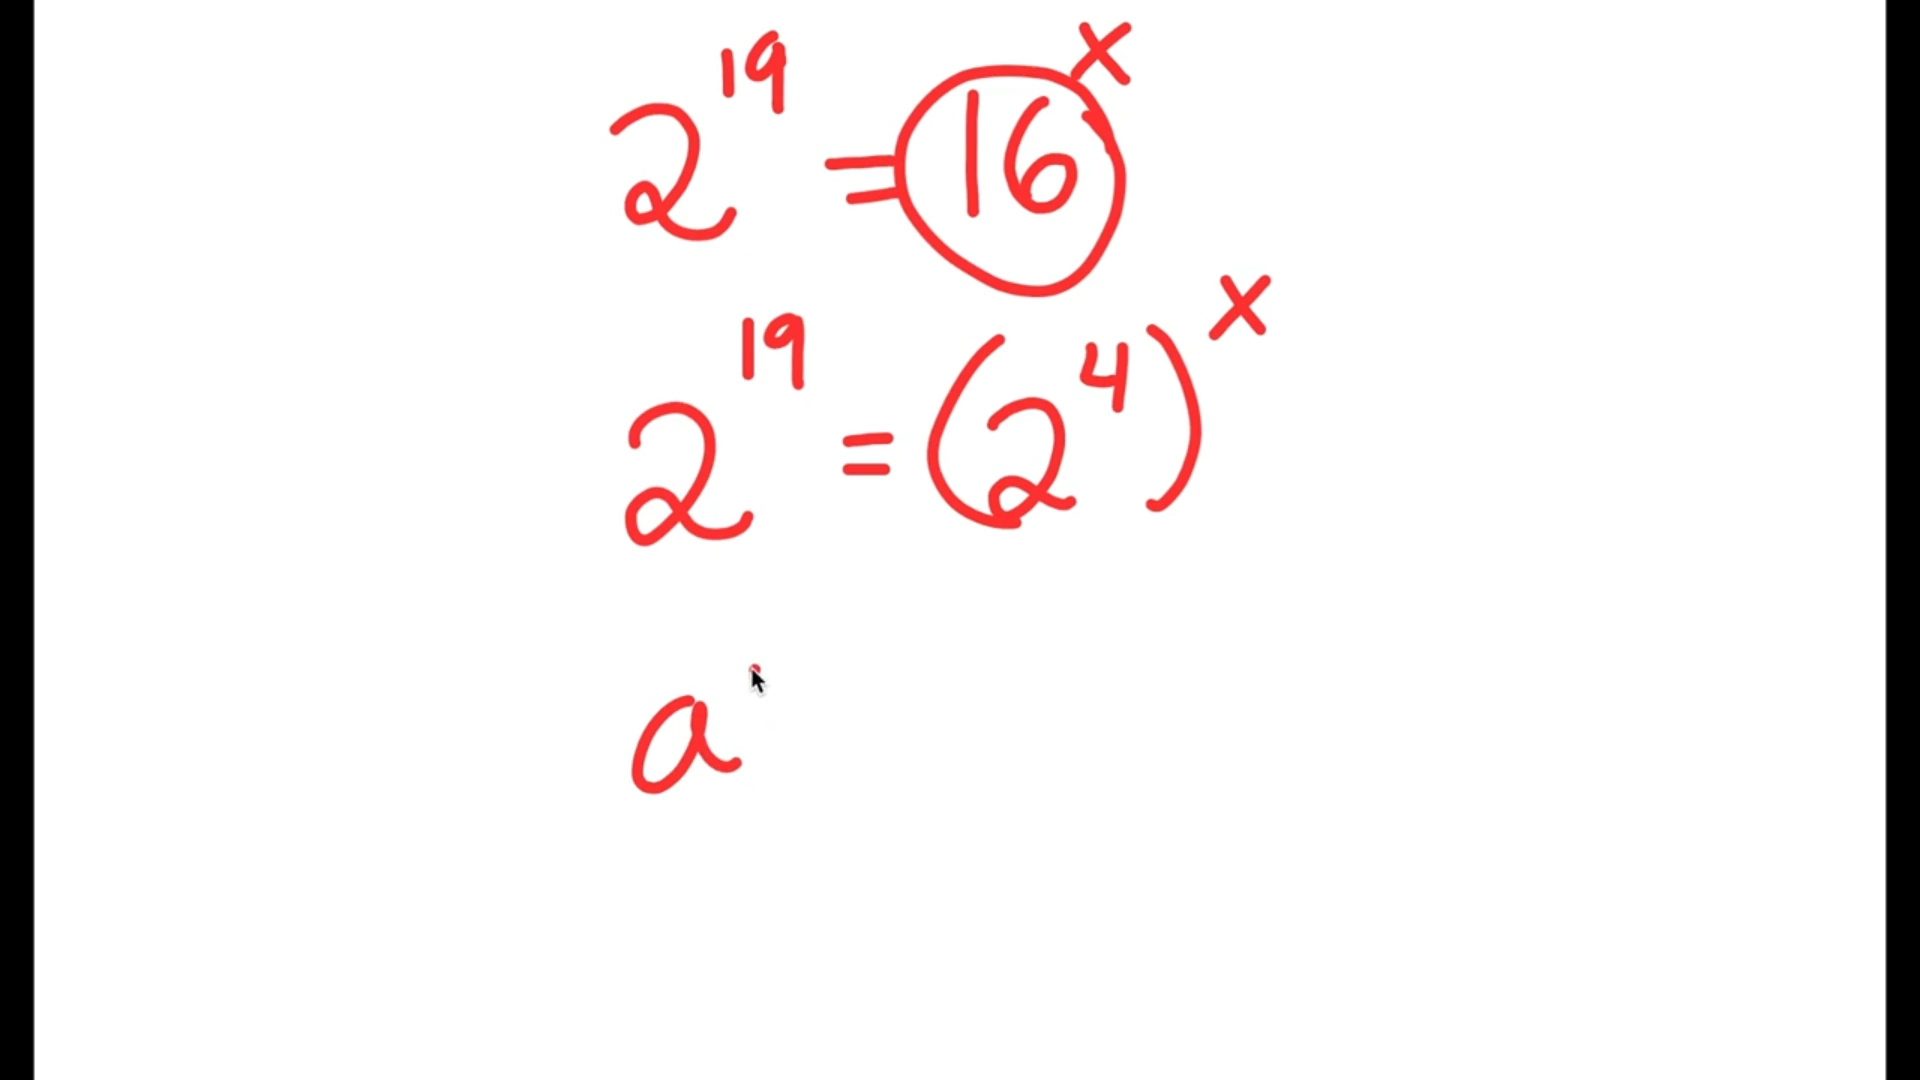 2^19 = 16^x
2^19 = (2^4)^x
a